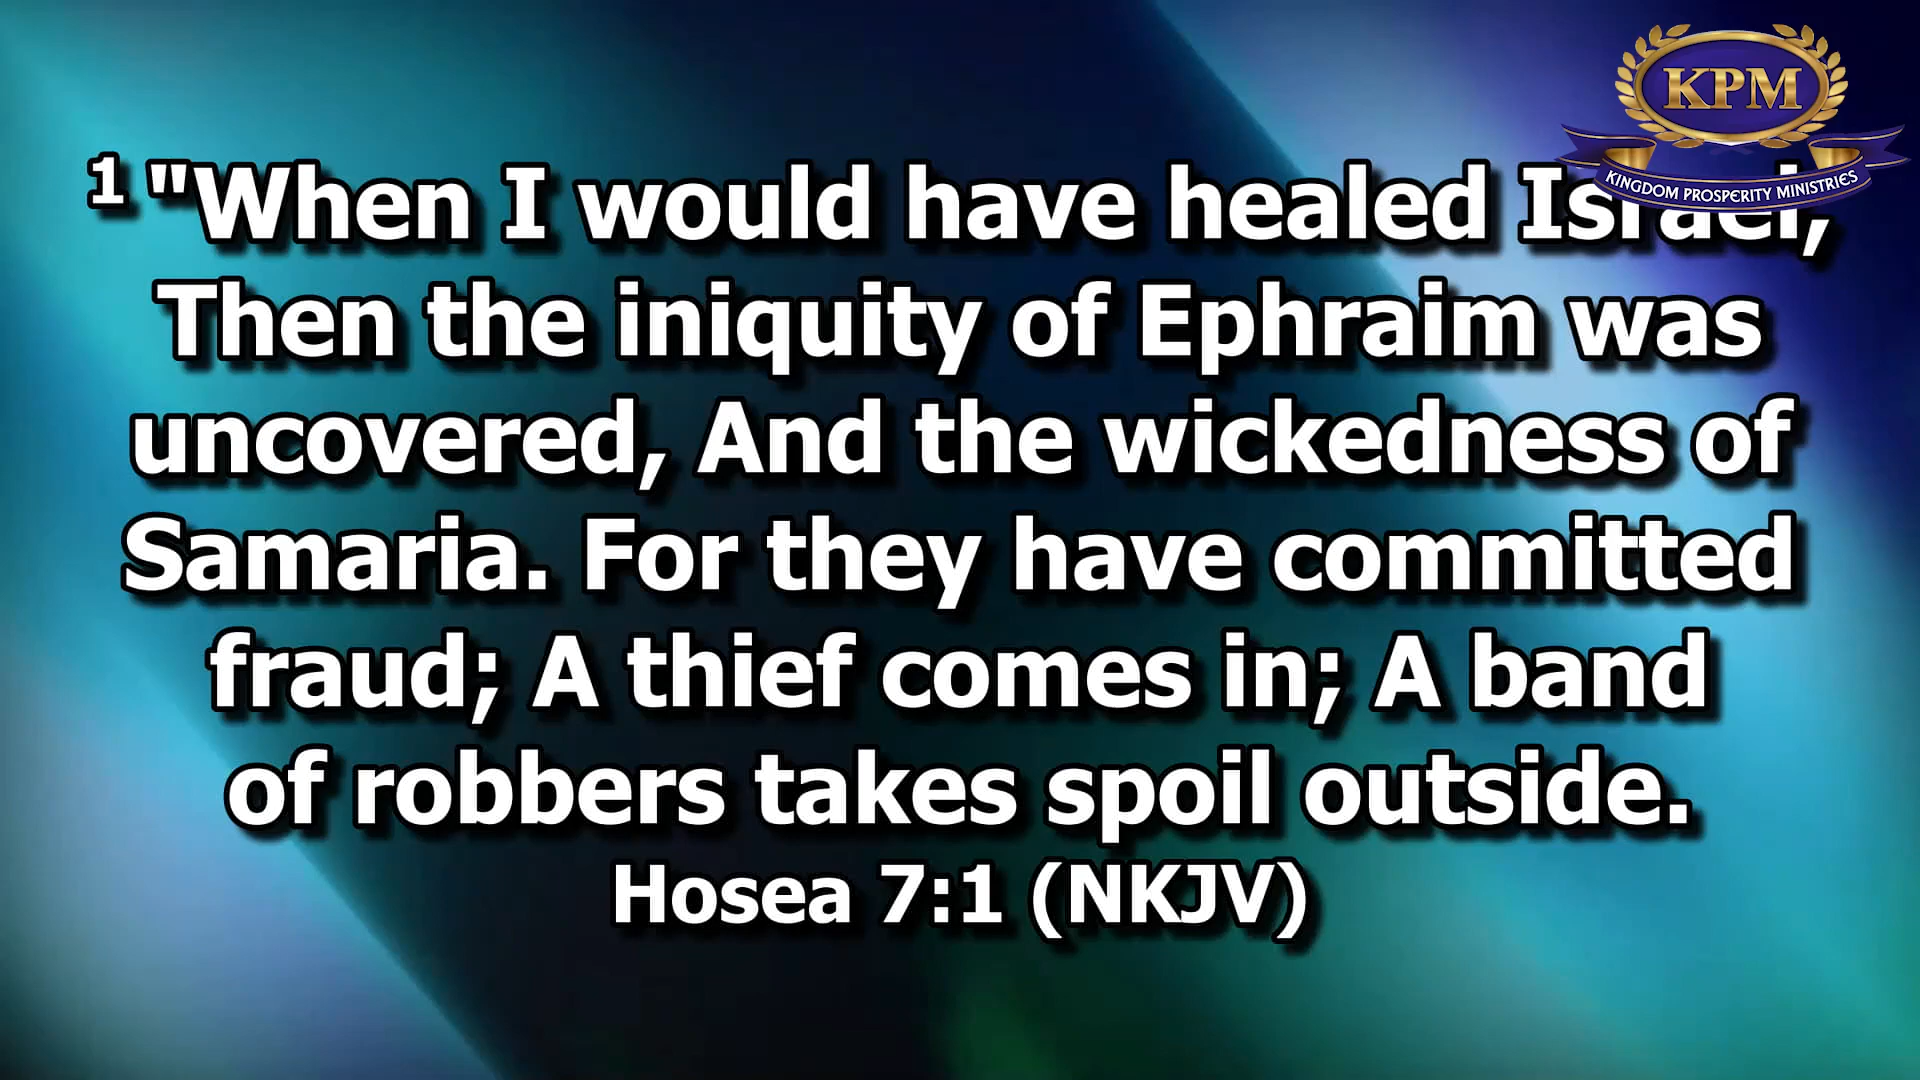 KPM
KINGDOM PROSPERITY MINISTRIES
1 "When I would have healed Israel,
Then the iniquity of Ephraim was
uncovered, And the wickedness of
Samaria. For they have committed
fraud; A thief comes in; A band
of robbers takes spoil outside.
Hosea 7:1 (NKJV)